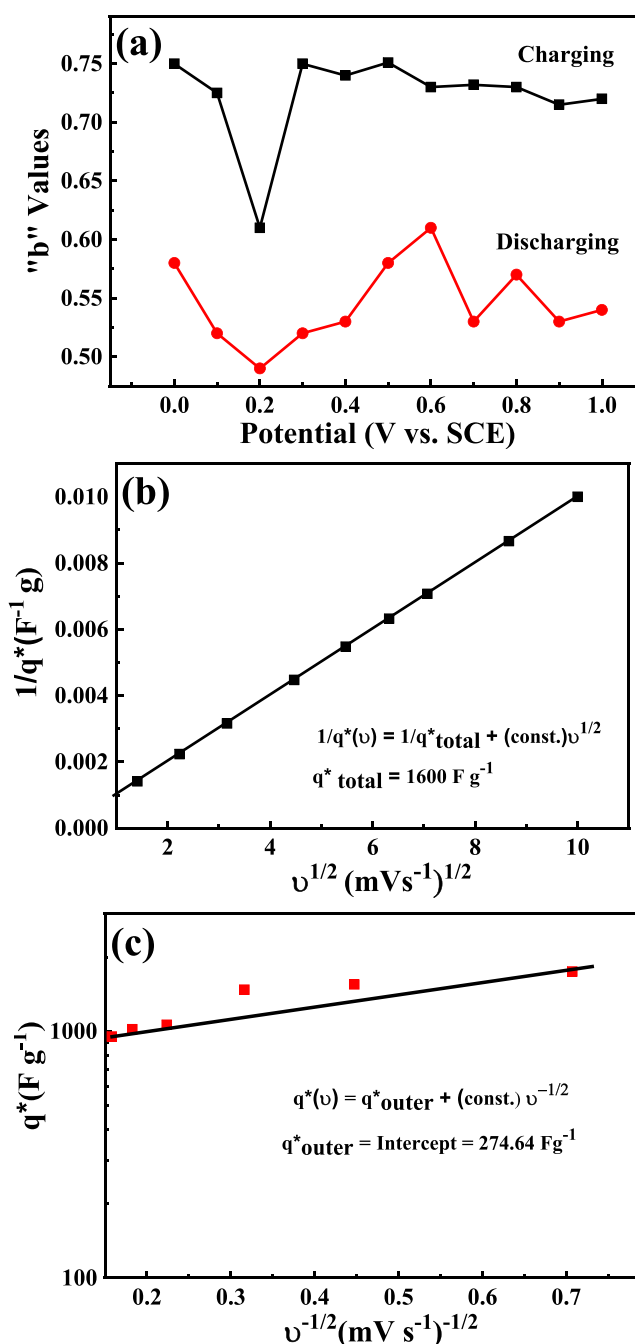 (a)
Charging
Discharging
"b" Values
0.75
0.70
0.65
0.60
0.55
0.50
0.0 0.2 0.4 0.6 0.8 1.0
Potential (V vs. SCE)
(b)
1/q*(F⁻¹ g)
0.010
0.008
0.006
0.004
0.002
0.000
1/q*(υ) = 1/q*total + (const.)υ^1/2
q* total = 1600 F g⁻¹
2 4 6 8 10
υ^1/2 (mVs⁻¹)^1/2
(c)
q*(F g⁻¹)
1000
100
q*(υ) = q*outer + (const.) υ^−1/2
q*outer = Intercept = 274.64 Fg⁻¹
0.2 0.3 0.4 0.5 0.6 0.7
υ^-1/2(mV s⁻¹)^-1/2